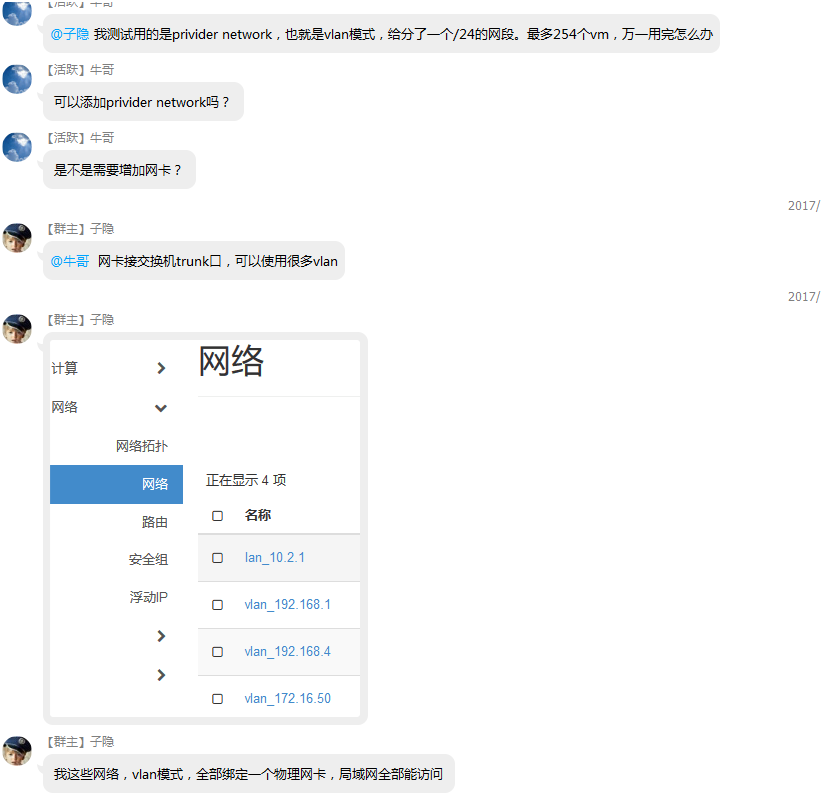 【活跃】牛哥
@子隐 我测试用的是privider network，也就是vlan模式，给分了一个/24的网段。最多254个vm，万一用完怎么办
【活跃】牛哥
可以添加privider network吗？
【活跃】牛哥
是不是需要增加网卡？
2017/
【群主】子隐
@牛哥 网卡接交换机trunk口，可以使用很多vlan
2017/
【群主】子隐
网络
计算
网络
网络拓扑
正在显示 4 项
网络
名称
路由
安全组
lan_10.2.1
浮动IP
vlan_192.168.1
vlan_192.168.4
vlan_172.16.50
【群主】子隐
我这些网络，vlan模式，全部绑定一个物理网卡，局域网全部能访问